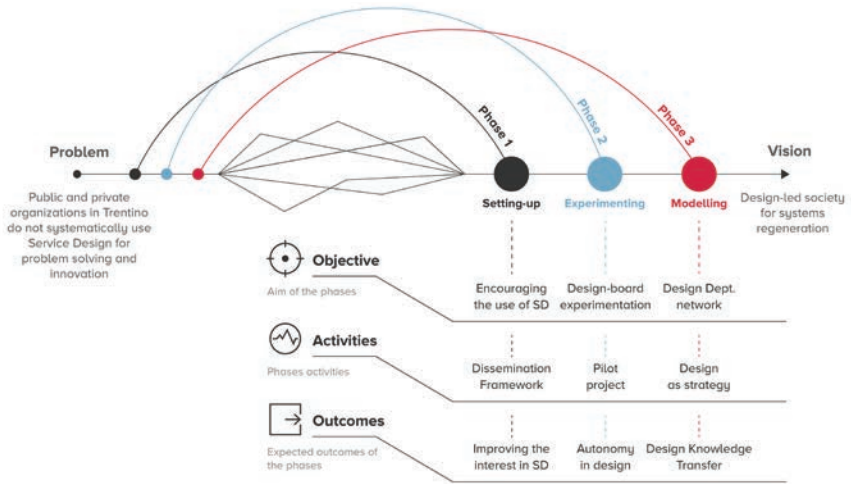 Phase 1
Phase 2
Phase 3
Problem
Vision
Public and private
organizations in Trentino
do not systematically use
Service Design for
problem solving and
innovation
Setting-up
Experimenting
Modelling
Design-led society
for systems
regeneration
Objective
Aim of the phases
Encouraging
the use of SD
Design-board
experimentation
Design Dept.
network
Activities
Phases activities
Dissemination
Framework
Pilot
project
Design
as strategy
Outcomes
Expected outcomes of
the phases
Improving the
interest in SD
Autonomy
in design
Design Knowledge
Transfer